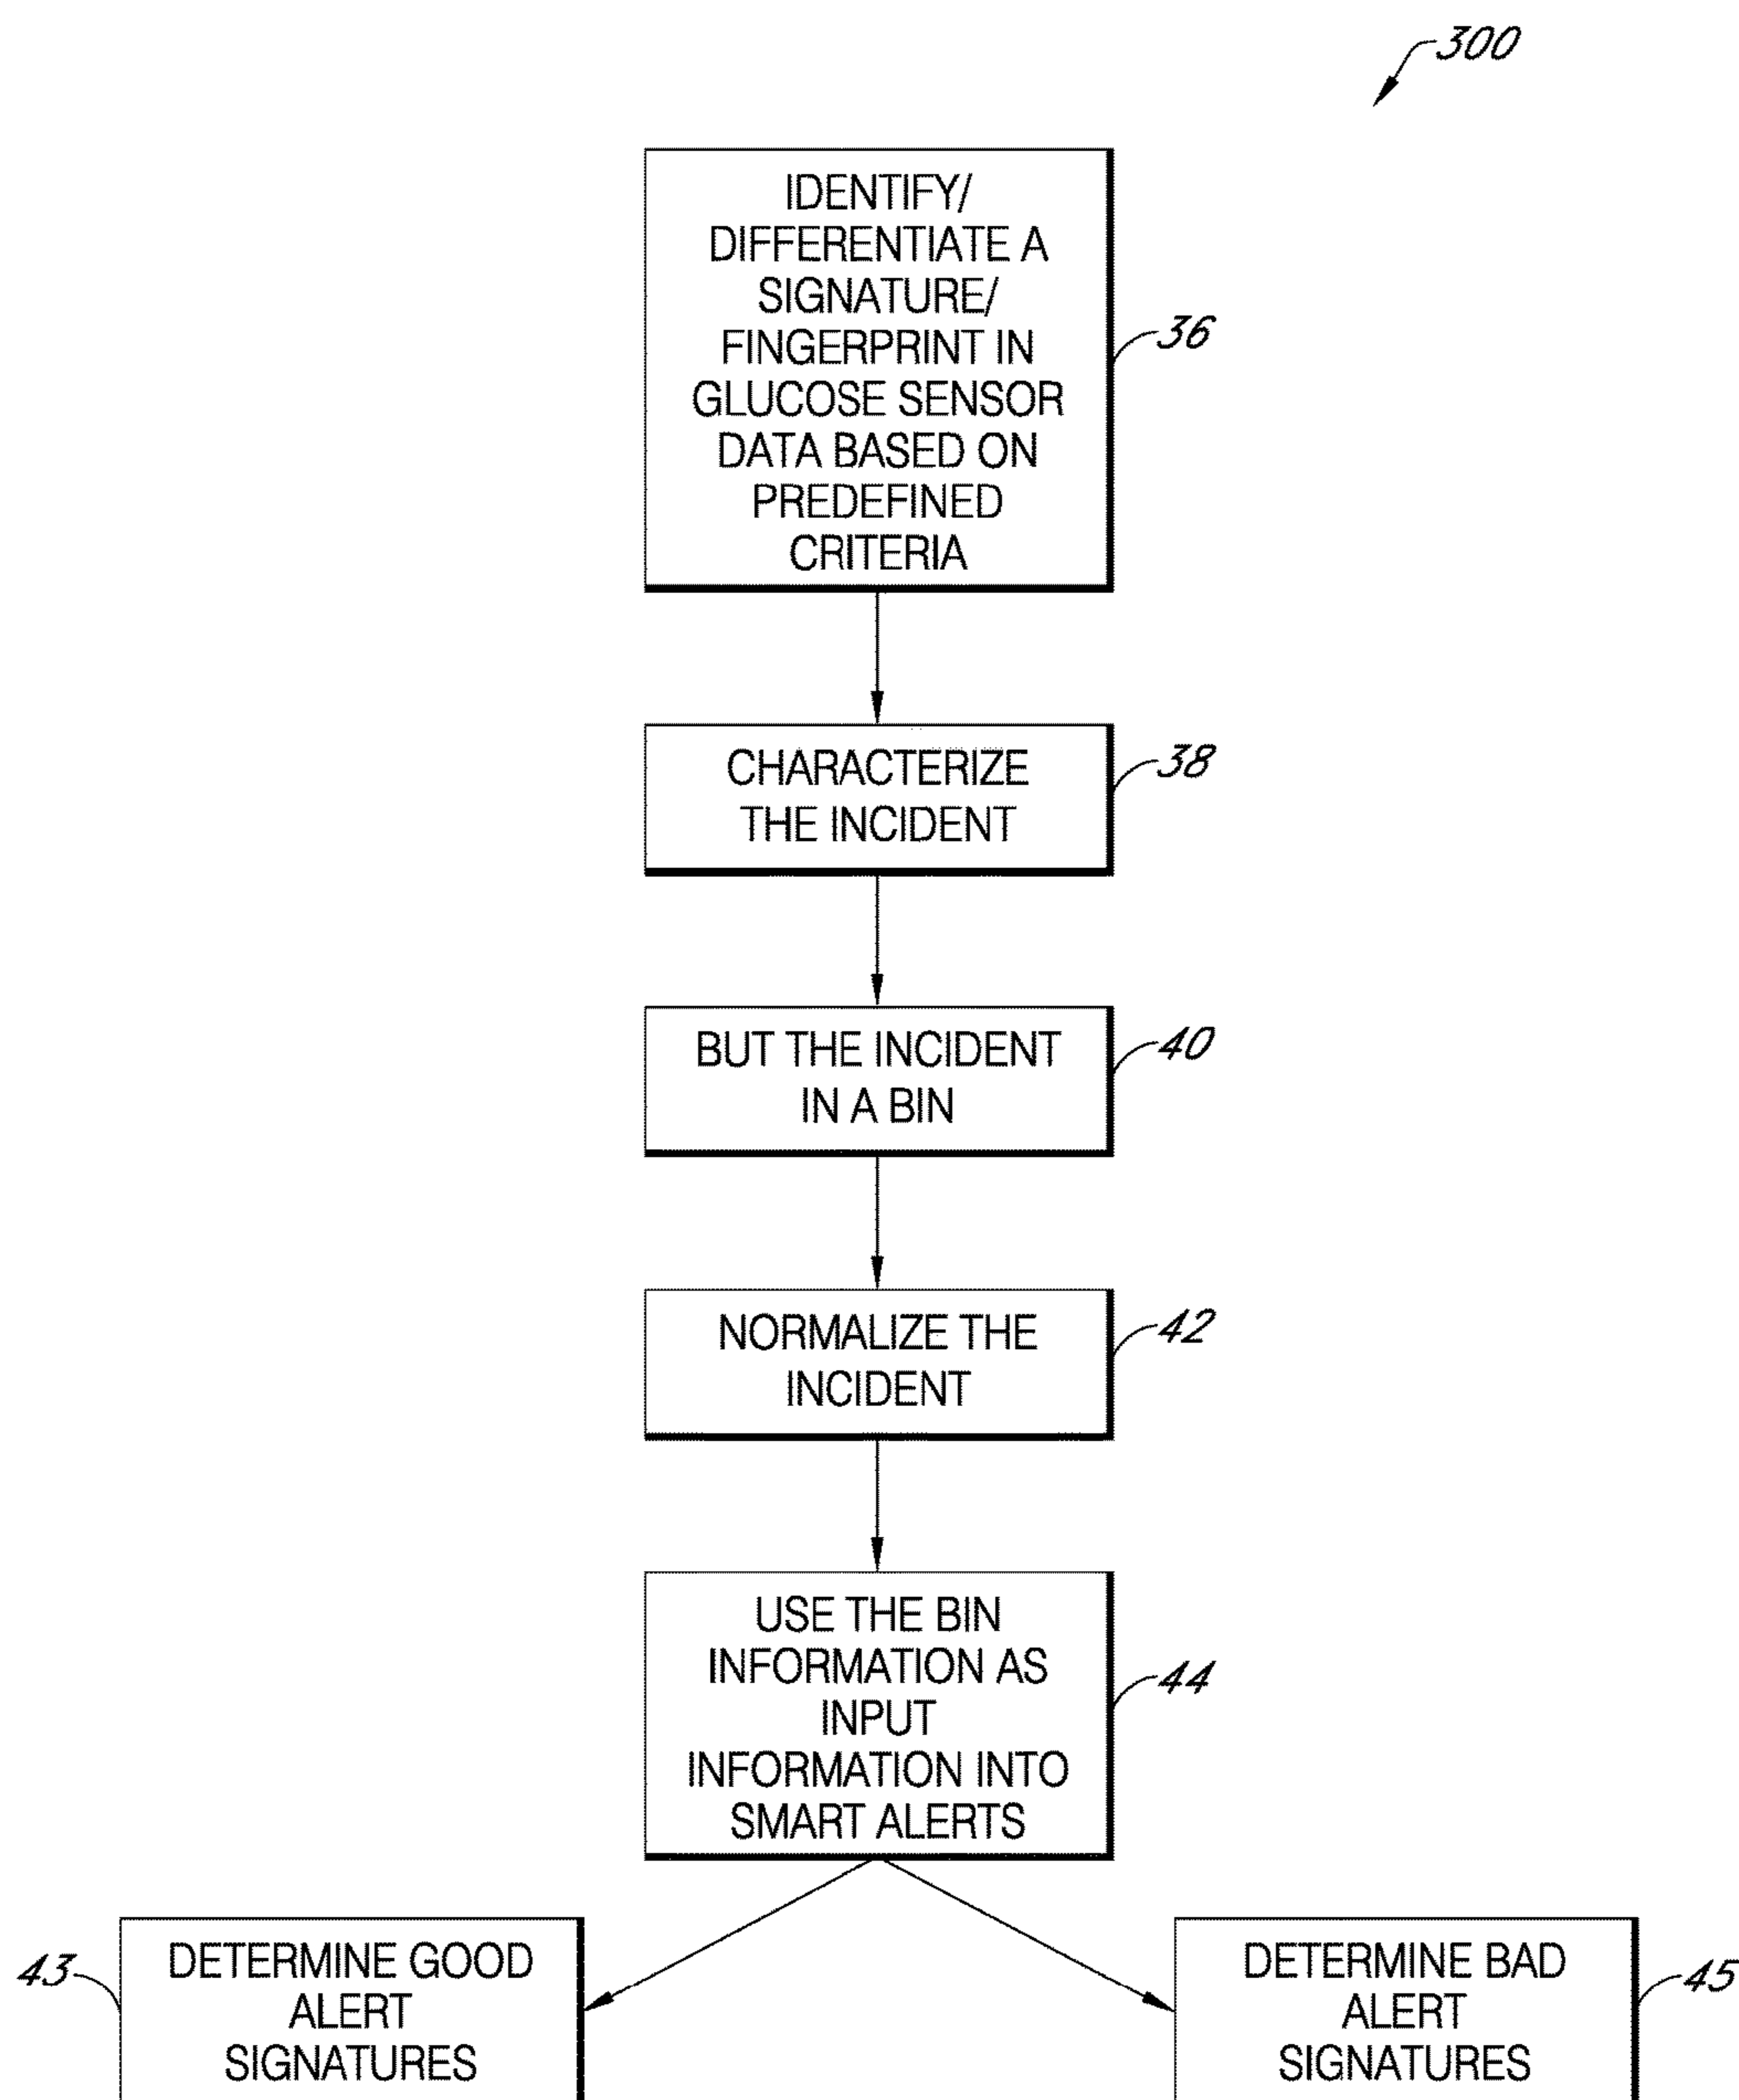 300
IDENTIFY/
DIFFERENTIATE A
SIGNATURE/
FINGERPRINT IN
GLUCOSE SENSOR
DATA BASED ON
PREDEFINED
CRITERIA
36
CHARACTERIZE
THE INCIDENT
38
BUT THE INCIDENT
IN A BIN
40
NORMALIZE THE
INCIDENT
42
USE THE BIN
INFORMATION AS
INPUT
INFORMATION INTO
SMART ALERTS
44
43
DETERMINE GOOD
ALERT
SIGNATURES
DETERMINE BAD
ALERT
SIGNATURES
45